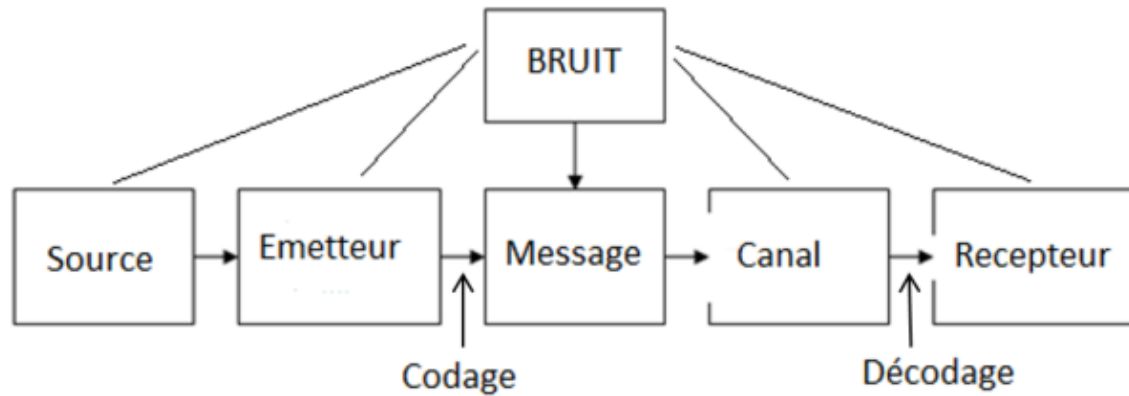 BRUIT
Source
Emetteur
Message
Canal
Recepteur
Codage
Décodage